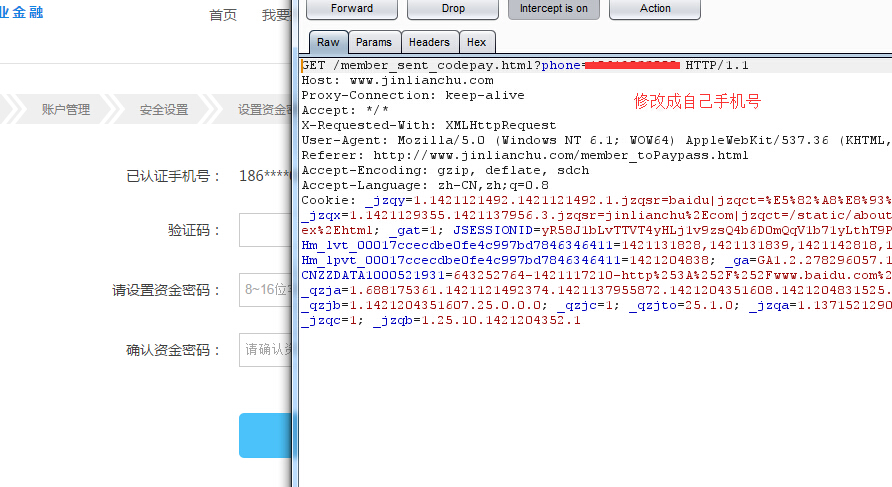 业金融
首页 我要
账户管理 安全设置 设置资金密
已认证手机号： 186****
验证码：
请设置资金密码： 8~16位
确认资金密码： 请确认资
Forward Drop Intercept is on Action
Raw Params Headers Hex
GET /member_sent_codepay.html?phone= HTTP/1.1
Host: www.jinlianchu.com
Proxy-Connection: keep-alive
修改成自己手机号
Accept: */*
X-Requested-With: XMLHttpRequest
User-Agent: Mozilla/5.0 (Windows NT 6.1; WOW64) AppleWebKit/537.36 (KHTML,
Referer: http://www.jinlianchu.com/member_toPaypass.html
Accept-Encoding: gzip, deflate, sdch
Accept-Language: zh-CN,zh;q=0.8
Cookie: _jzqy=1.1421121492.1421121492.1.jzqsr=baidu|jzqct=%E5%82%A8%E8%93%
_jzqx=1.1421129355.1421137956.3.jzqsr=jinlianchu%2Ecom|jzqct=/static/about
ex%2Ehtml; _gat=1; JSESSIONID=yR58J1bLvTTVT4yHLj1v9zsQ4b6D0mQqV1b71yLthT9P
Hm_lvt_00017ccecdbe0fe4c997bd7846346411=1421131828,1421131839,1421142818,1
Hm_lpvt_00017ccecdbe0fe4c997bd7846346411=1421204838; _ga=GA1.2.278296057.1
CNZZDATA1000521931=643252764-1421117210-http%253A%252F%252Fwww.baidu.com%2
_qzja=1.688175361.1421121492374.1421137955872.1421204351608.1421204831525.
_qzjb=1.1421204351607.25.0.0.0; _qzjc=1; _qzjto=25.1.0; _jzqa=1.1371521290
_jzqc=1; _jzqb=1.25.10.1421204352.1